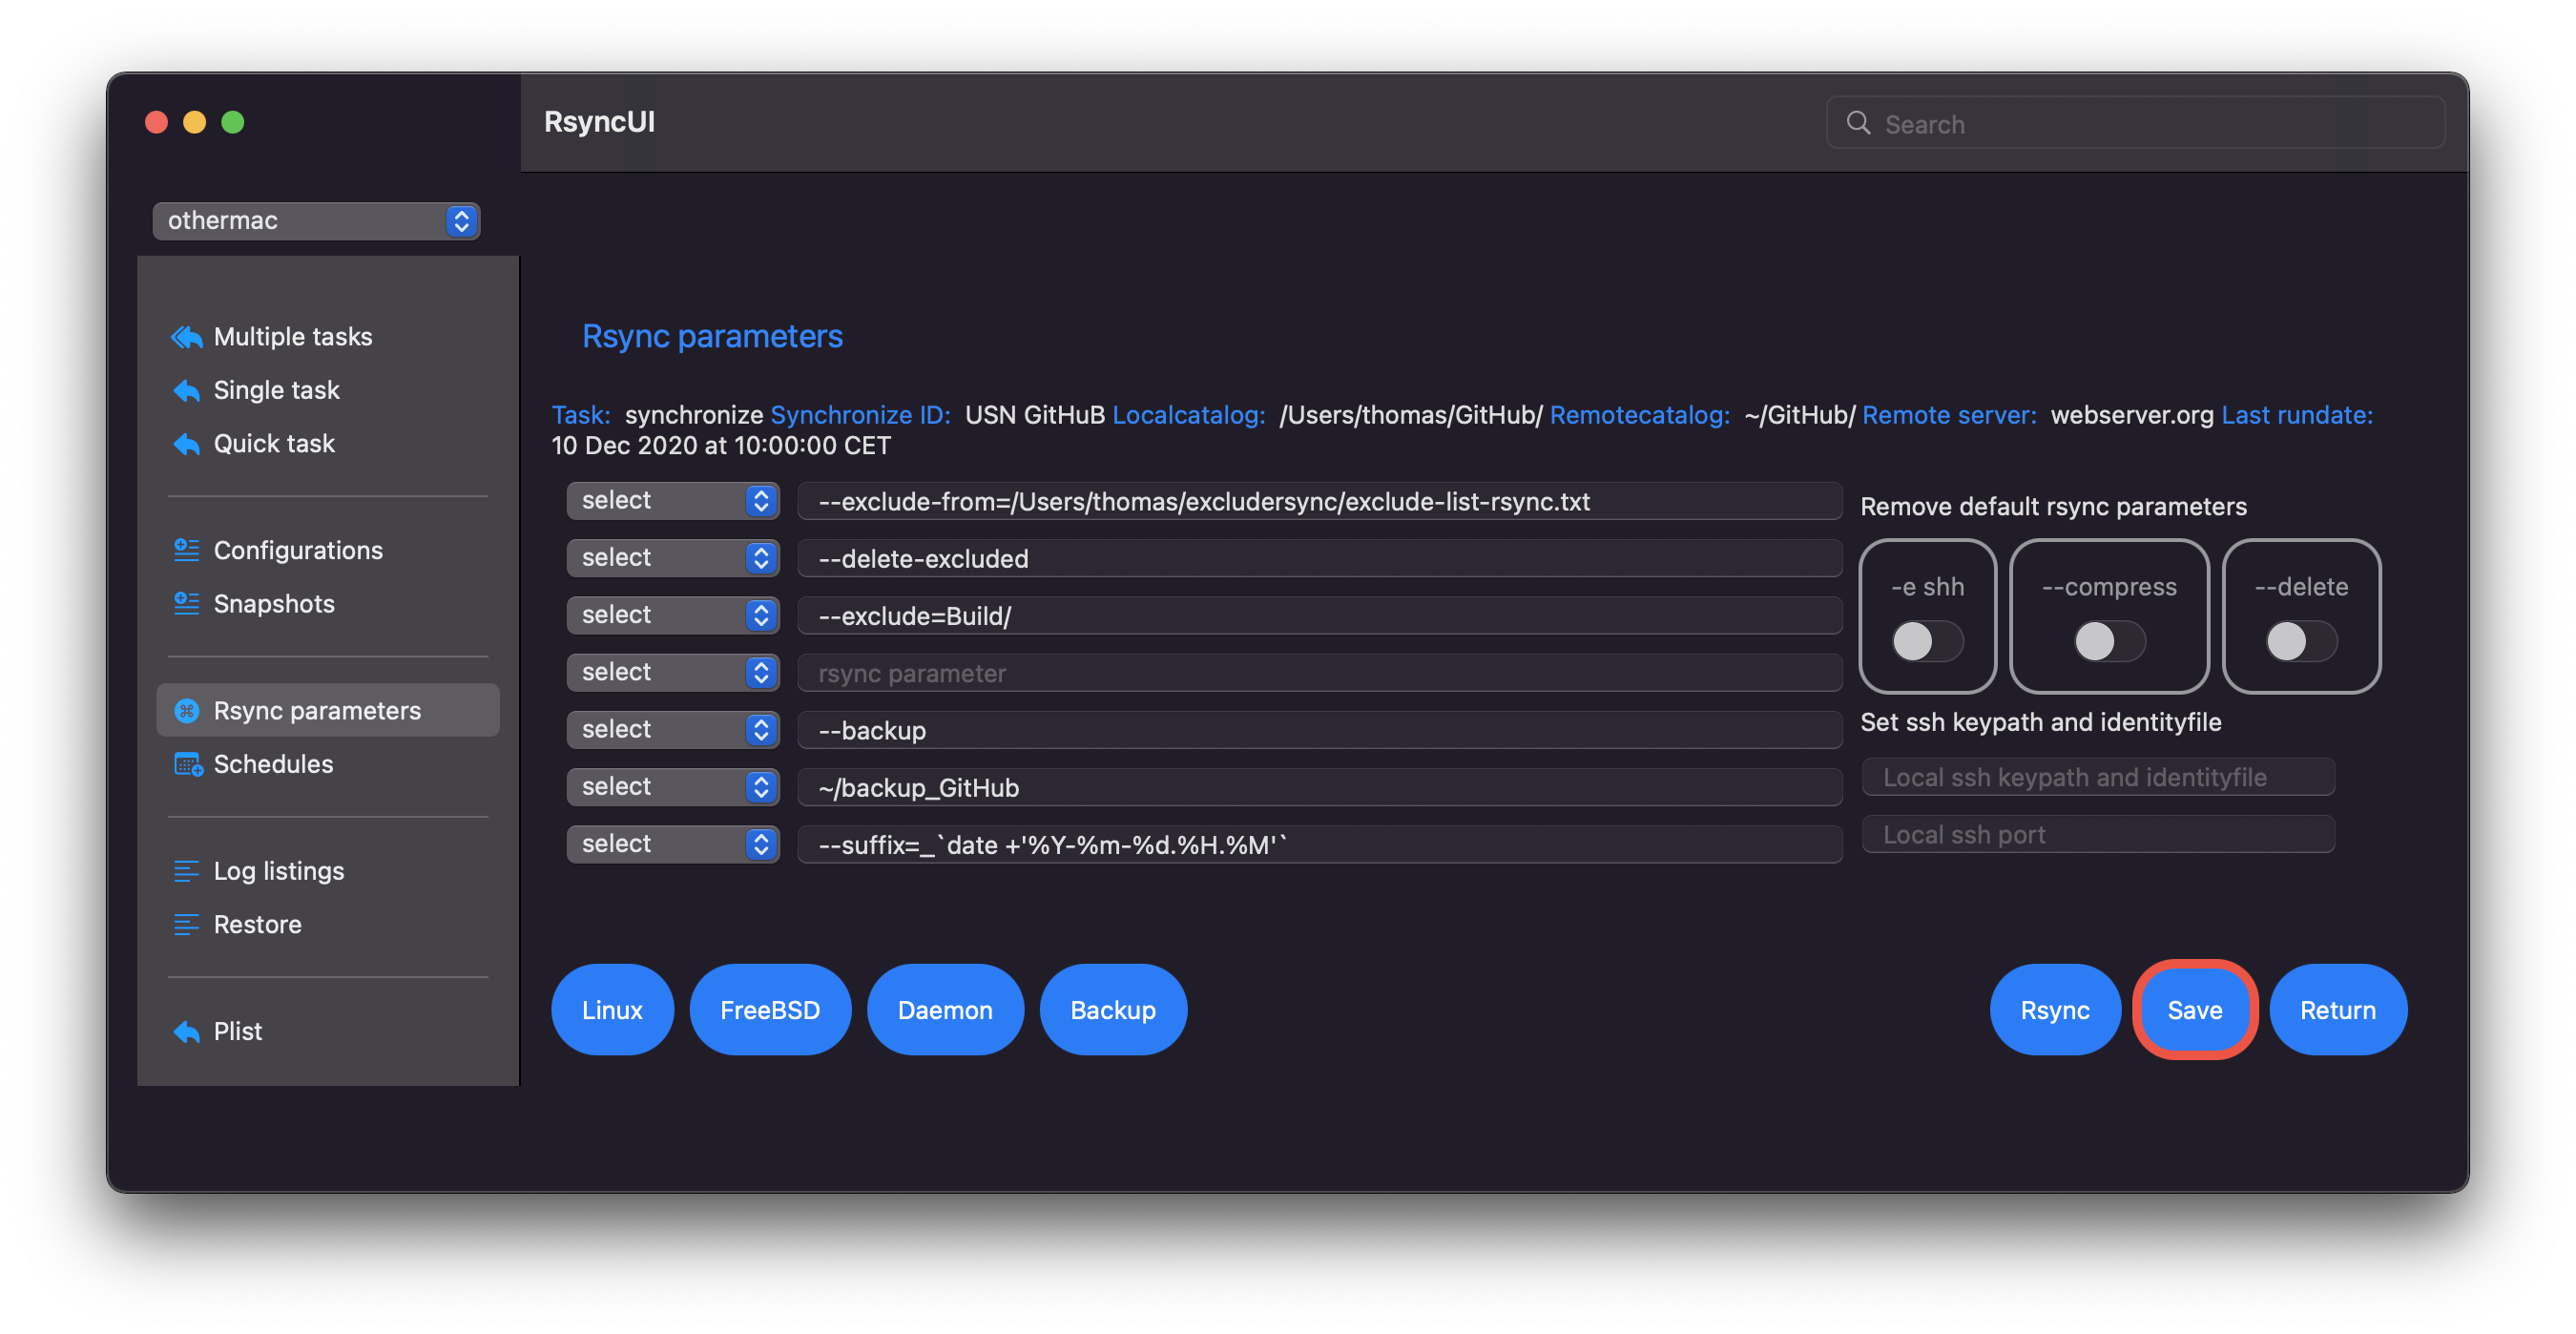 RsyncUI
Search
othermac
Multiple tasks
Single task
Quick task
Configurations
Snapshots
Rsync parameters
Schedules
Log listings
Restore
Plist
Rsync parameters
Task: synchronize Synchronize ID: USN GitHuB Localcatalog: /Users/thomas/GitHub/ Remotecatalog: ~/GitHub/ Remote server: webserver.org Last rundate:
10 Dec 2020 at 10:00:00 CET
select --exclude-from=/Users/thomas/excludersync/exclude-list-rsync.txt
select --delete-excluded
select --exclude=Build/
select rsync parameter
select --backup
select ~/backup_GitHub
select --suffix=_`date +'%Y-%m-%d.%H.%M'`
Remove default rsync parameters
-e shh --compress --delete
Set ssh keypath and identityfile
Local ssh keypath and identityfile
Local ssh port
Linux FreeBSD Daemon Backup Rsync Save Return